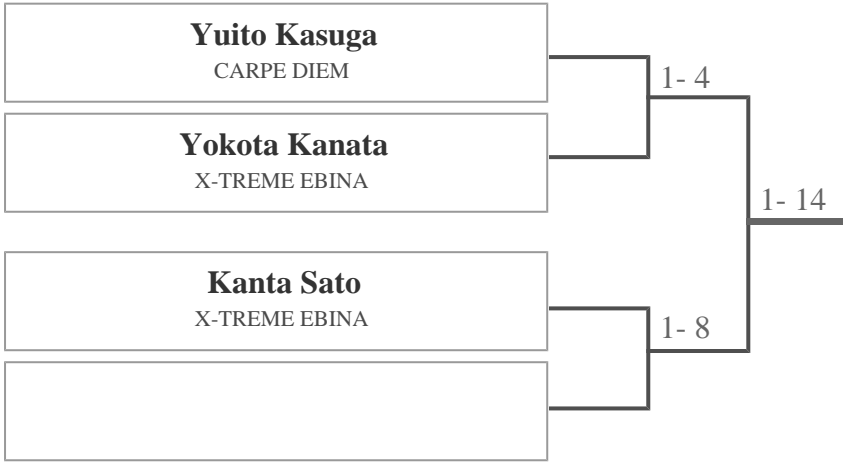 Yuito Kasuga
CARPE DIEM
1- 4
Yokota Kanata
X-TREME EBINA
1- 14
Kanta Sato
X-TREME EBINA
1- 8